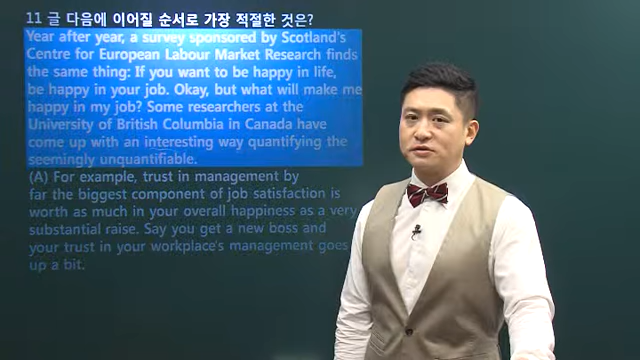 11 글 다음에 이어질 순서로 가장 적절한 것은?
Year after year, a survey sponsored by Scotland's
Centre for European Labour Market Research finds
the same thing: If you want to be happy in life,
be happy in your job. Okay, but what will make me
happy in my job? Some researchers at the
University of British Columbia in Canada have
come up with an interesting way quantifying the
seemingly unquantifiable.
(A) For example, trust in management by
far the biggest component of job satisfaction is
worth as much in your overall happiness as a very
substantial raise. Say you get a new boss and
your trust in your workplace's management goes
up a bit.